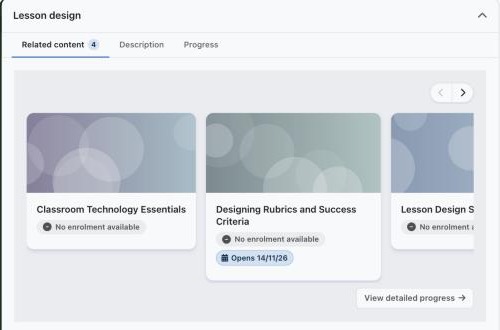 Lesson design
Related content 4 Description Progress
Classroom Technology Essentials
No enrolment available
Designing Rubrics and Success
Criteria
No enrolment available
Opens 14/11/26
Lesson Design S
No enrolment a
View detailed progress →